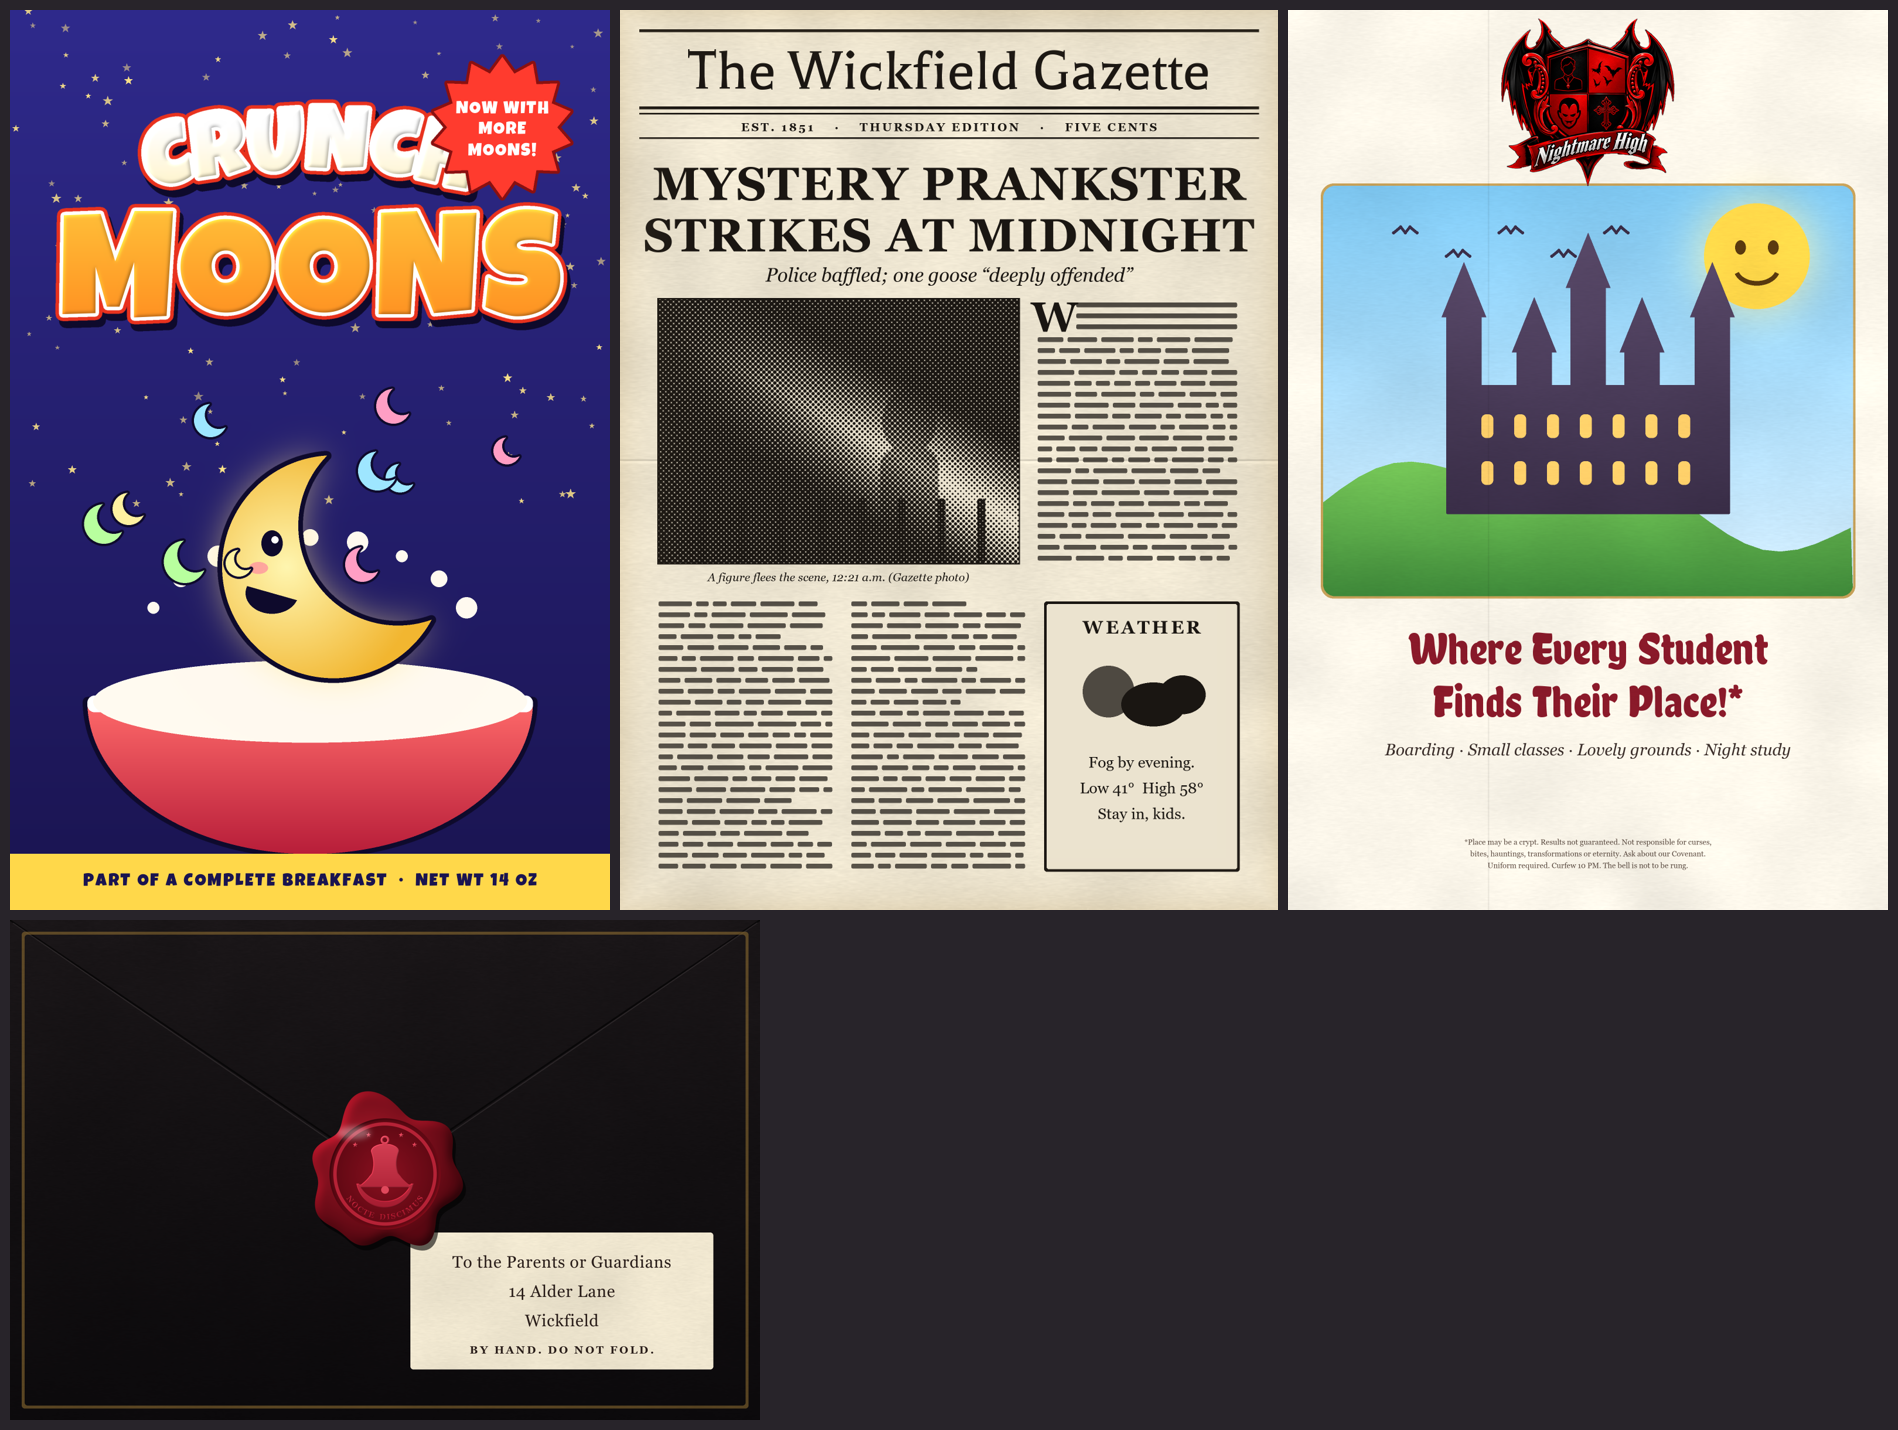 CRUNCH
NOW WITH
MORE
MOONS!
MOONS
PART OF A COMPLETE BREAKFAST · NET WT 14 OZ
The Wickfield Gazette
EST. 1851 · THURSDAY EDITION · FIVE CENTS
MYSTERY PRANKSTER
STRIKES AT MIDNIGHT
Police baffled; one goose “deeply offended”
W
A figure flees the scene, 12:21 a.m. (Gazette photo)
WEATHER
Fog by evening.
Low 41° High 58°
Stay in, kids.
Nightmare High
Where Every Student
Finds Their Place!*
Boarding · Small classes · Lovely grounds · Night study
*Place may be a crypt. Results not guaranteed. Not responsible for curses,
bites, hauntings, transformations or eternity. Ask about our Covenant.
Uniform required. Curfew 10 PM. The bell is not to be rung.
NOCTE DISCIMUS
To the Parents or Guardians
14 Alder Lane
Wickfield
BY HAND. DO NOT FOLD.